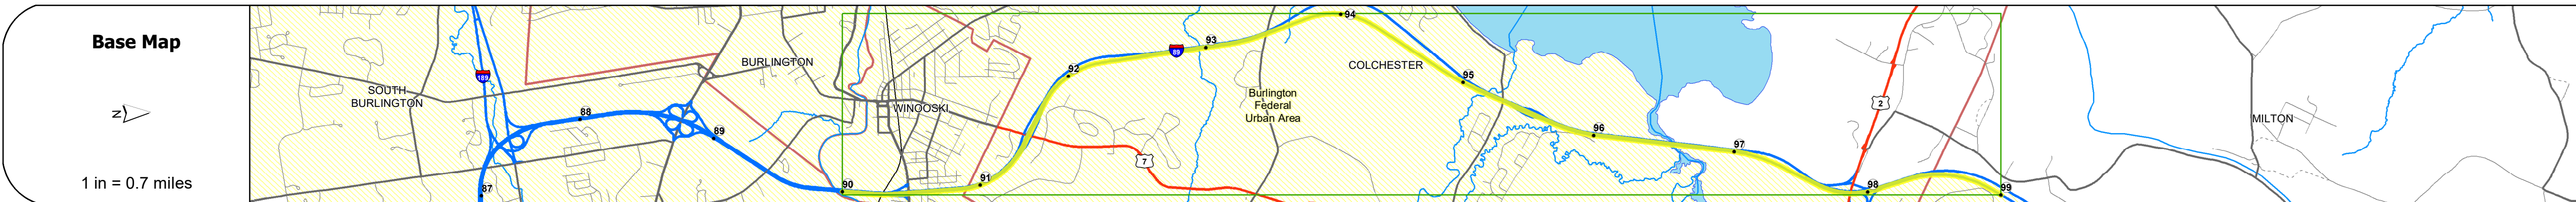 Base Map
N
1 in = 0.7 miles
SOUTH
BURLINGTON
189
87
88
89
BURLINGTON
90
WINOOSKI
91
92
7
89
93
Burlington
Federal
Urban Area
94
COLCHESTER
95
96
97
2
98
99
MILTON